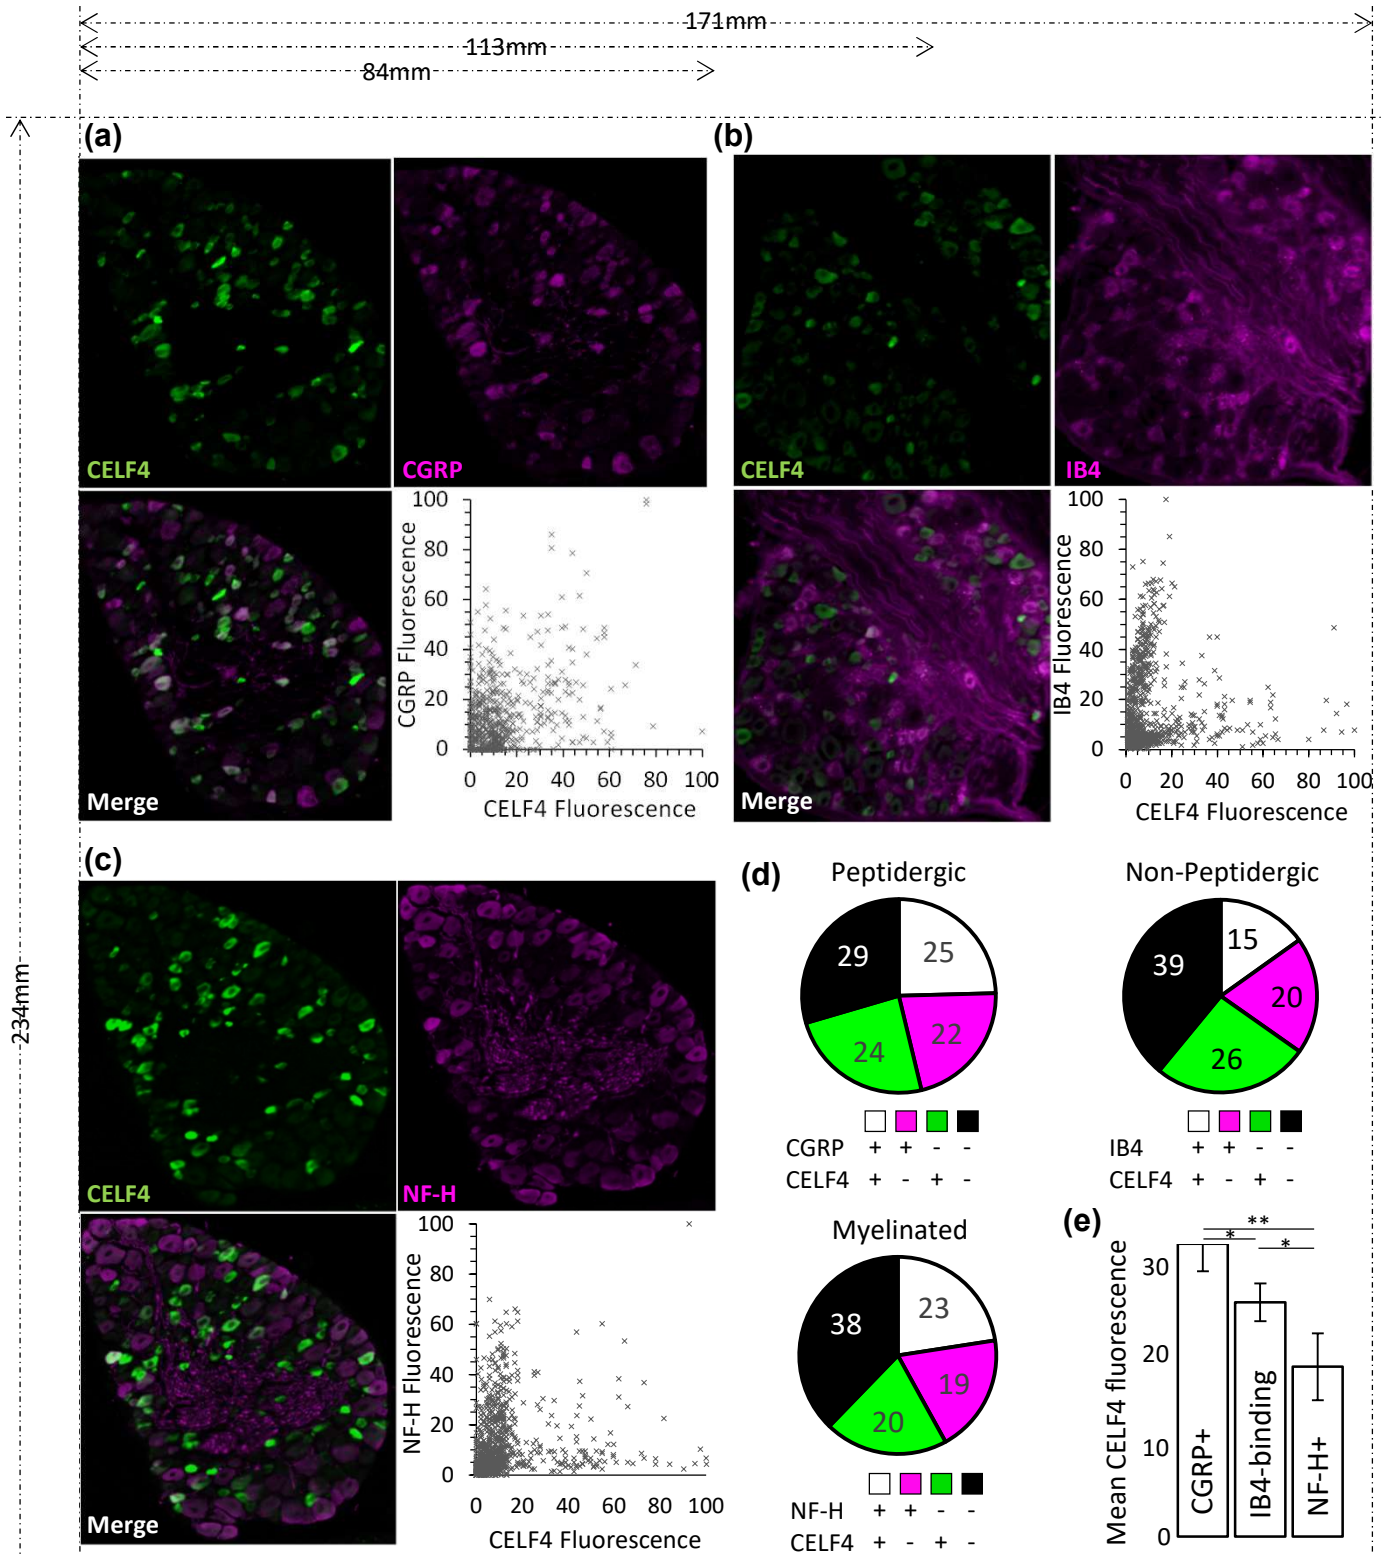 171mm
113mm
84mm
234mm
(a)
(b)
CELF4
CGRP
CELF4
IB4
Merge
CGRP Fluorescence
100
80
60
40
20
0
0 20 40 60 80 100
CELF4 Fluorescence
Merge
IB4 Fluorescence
100
80
60
40
20
0
0 20 40 60 80 100
CELF4 Fluorescence
(c)
CELF4
NF-H
Merge
NF-H Fluorescence
100
80
60
40
20
0
0 20 40 60 80 100
CELF4 Fluorescence
(d)
Peptidergic
29 25
24 22
CGRP + + - -
CELF4 + - + -
Non-Peptidergic
39 15
20
26
IB4 + + - -
CELF4 + - + -
Myelinated
38 23
20 19
NF-H + + - -
CELF4 + - + -
(e)
**
* *
Mean CELF4 fluorescence
30
20
10
0
CGRP+
IB4-binding
NF-H+